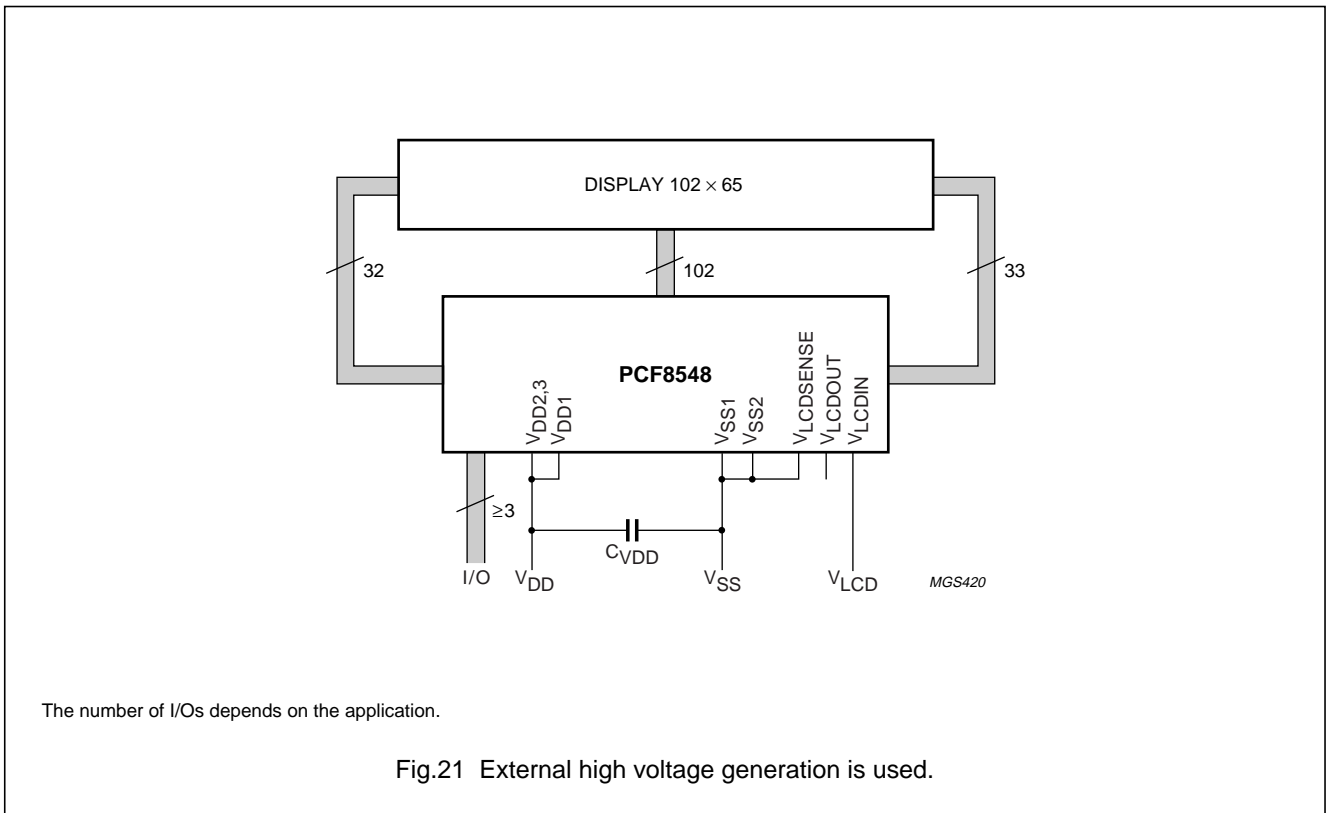 DISPLAY 102 × 65
32
102
33
PCF8548
VDD2,3
VDD1
VSS1
VSS2
VLCDSENSE
VLCDOUT
VLCDIN
≥3
CVDD
I/O
VDD
VSS
VLCD
MGS420
The number of I/Os depends on the application.
Fig.21 External high voltage generation is used.